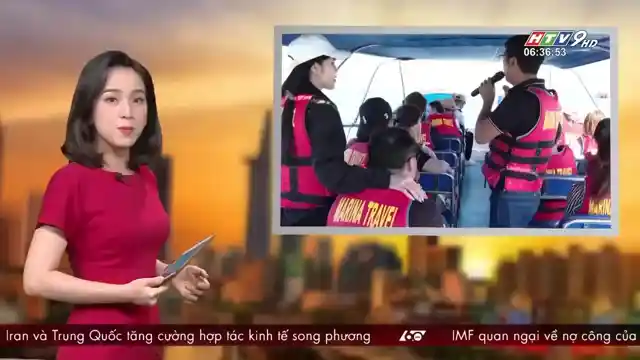 HTV9 HD
06:36:53
MARINA TRAVEL
Iran và Trung Quốc tăng cường hợp tác kinh tế song phương
60
IMF quan ngại về nợ công của